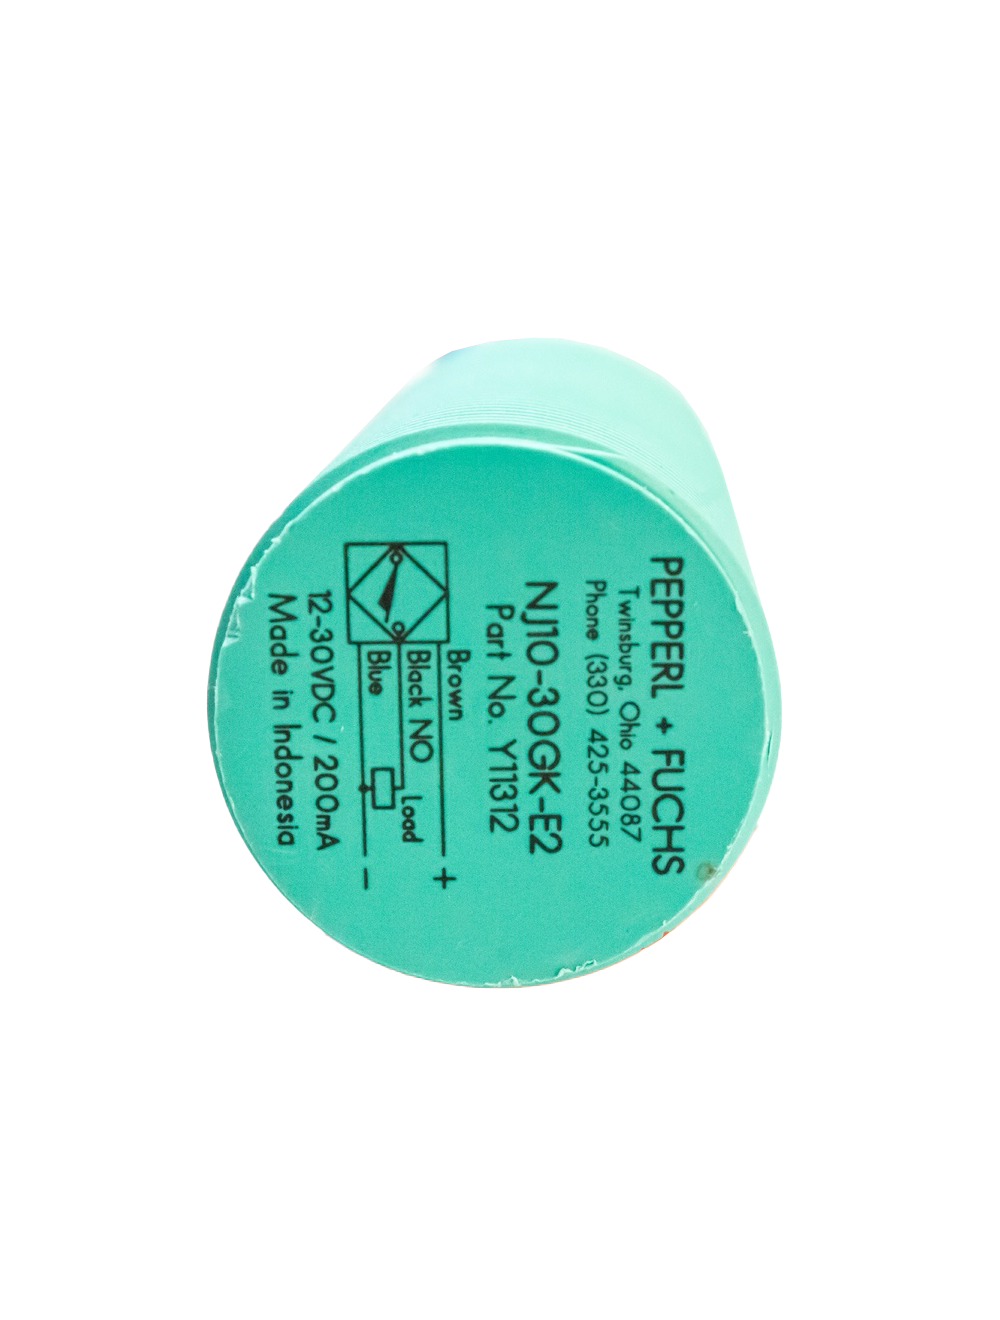 PEPPERL + FUCHS
Twinsburg, Ohio 44087
Phone (330) 425-3555
NJ10-30GK-E2
Part No. Y11312
Brown
+
Black NO
Load
Blue
-
12-30VDC / 200mA
Made in Indonesia